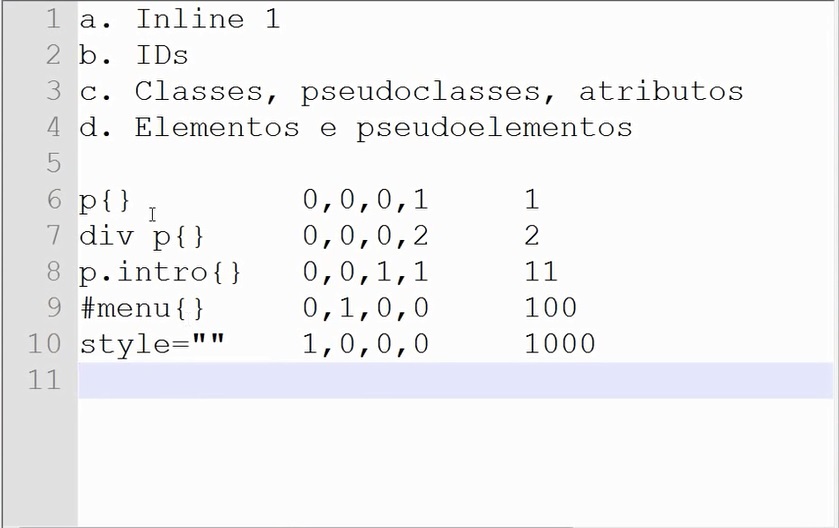 1 a. Inline 1
2 b. IDs
3 c. Classes, pseudoclasses, atributos
4 d. Elementos e pseudoelementos
5
6 p{} 0,0,0,1 1
7 div p{} 0,0,0,2 2
8 p.intro{} 0,0,1,1 11
9 #menu{} 0,1,0,0 100
10 style="" 1,0,0,0 1000
11